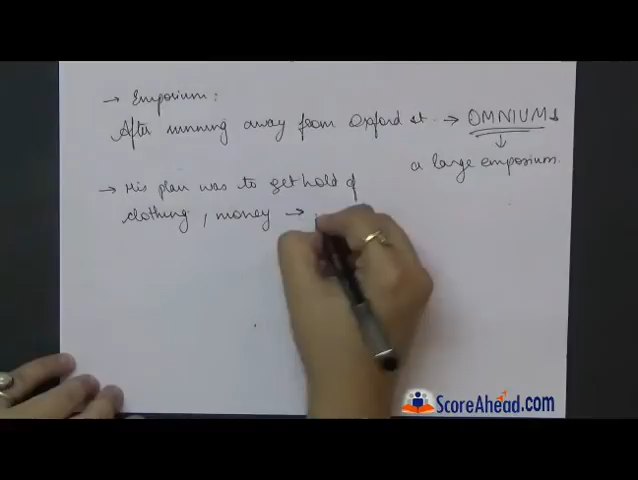 → Emporium:
After running away from Oxford st. → OMNIUMs
↓
a large emporium.
→ His plan was to get hold of
clothing, money →
ScoreAhead.com